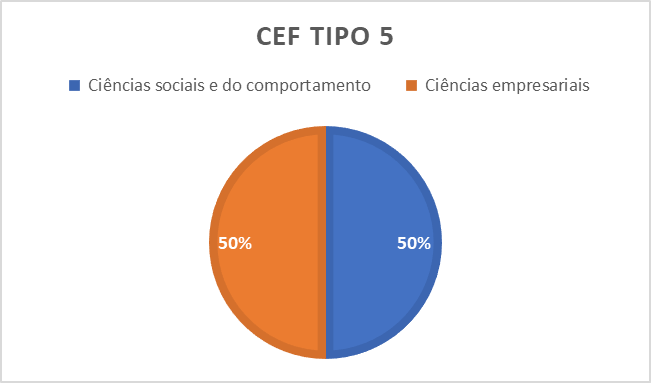 CEF TIPO 5
Ciências sociais e do comportamento Ciências empresariais
50% 50%